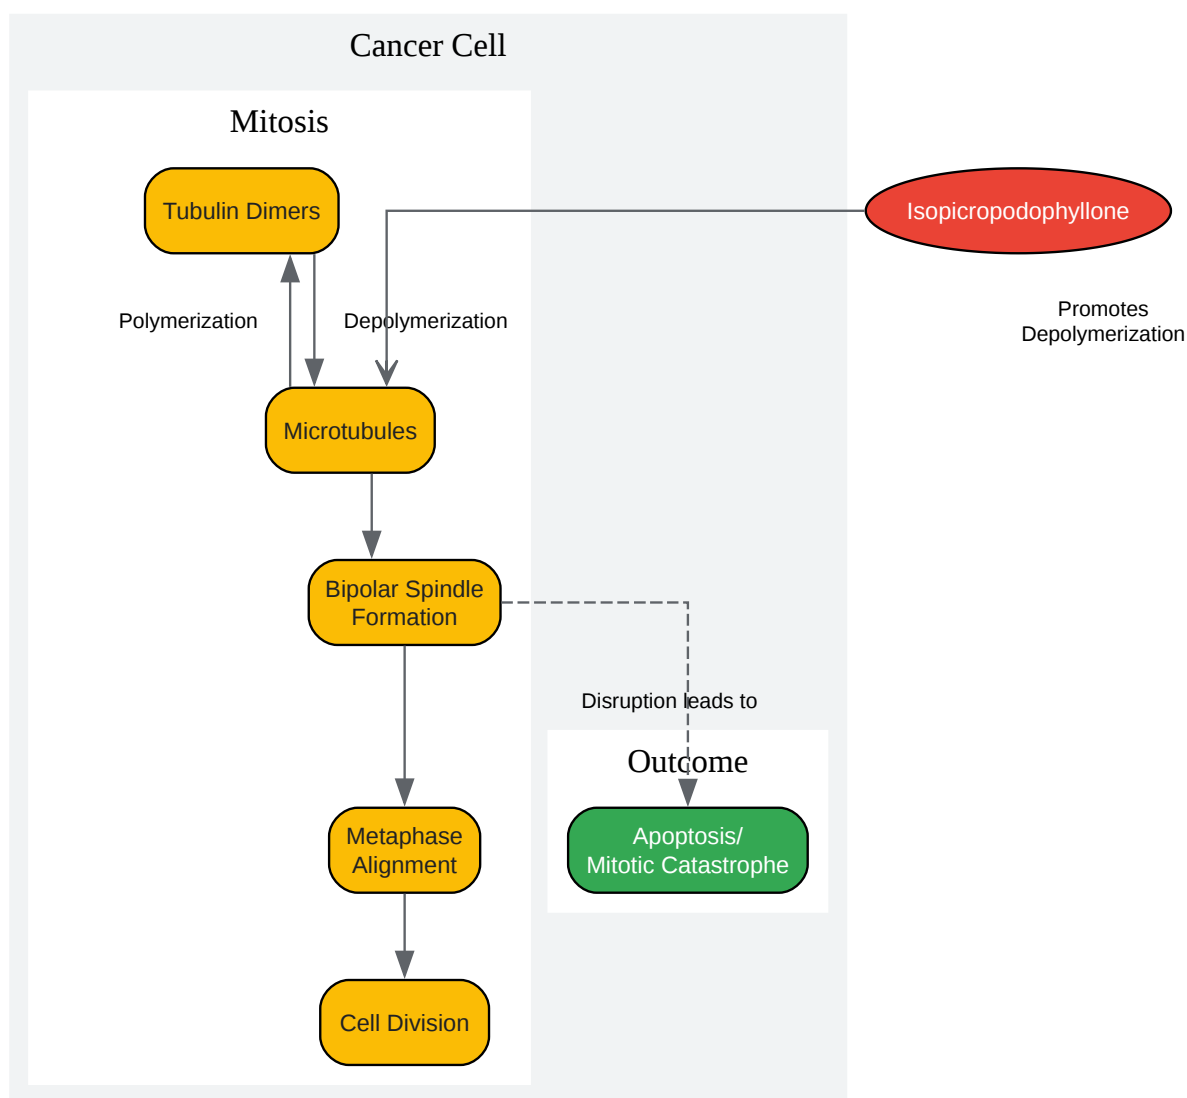 Cancer Cell
Mitosis
Tubulin Dimers
Isopicropodophyllone
Polymerization
Depolymerization
Promotes
Depolymerization
Microtubules
Bipolar Spindle
Formation
Disruption leads to
Outcome
Metaphase
Alignment
Apoptosis/
Mitotic Catastrophe
Cell Division